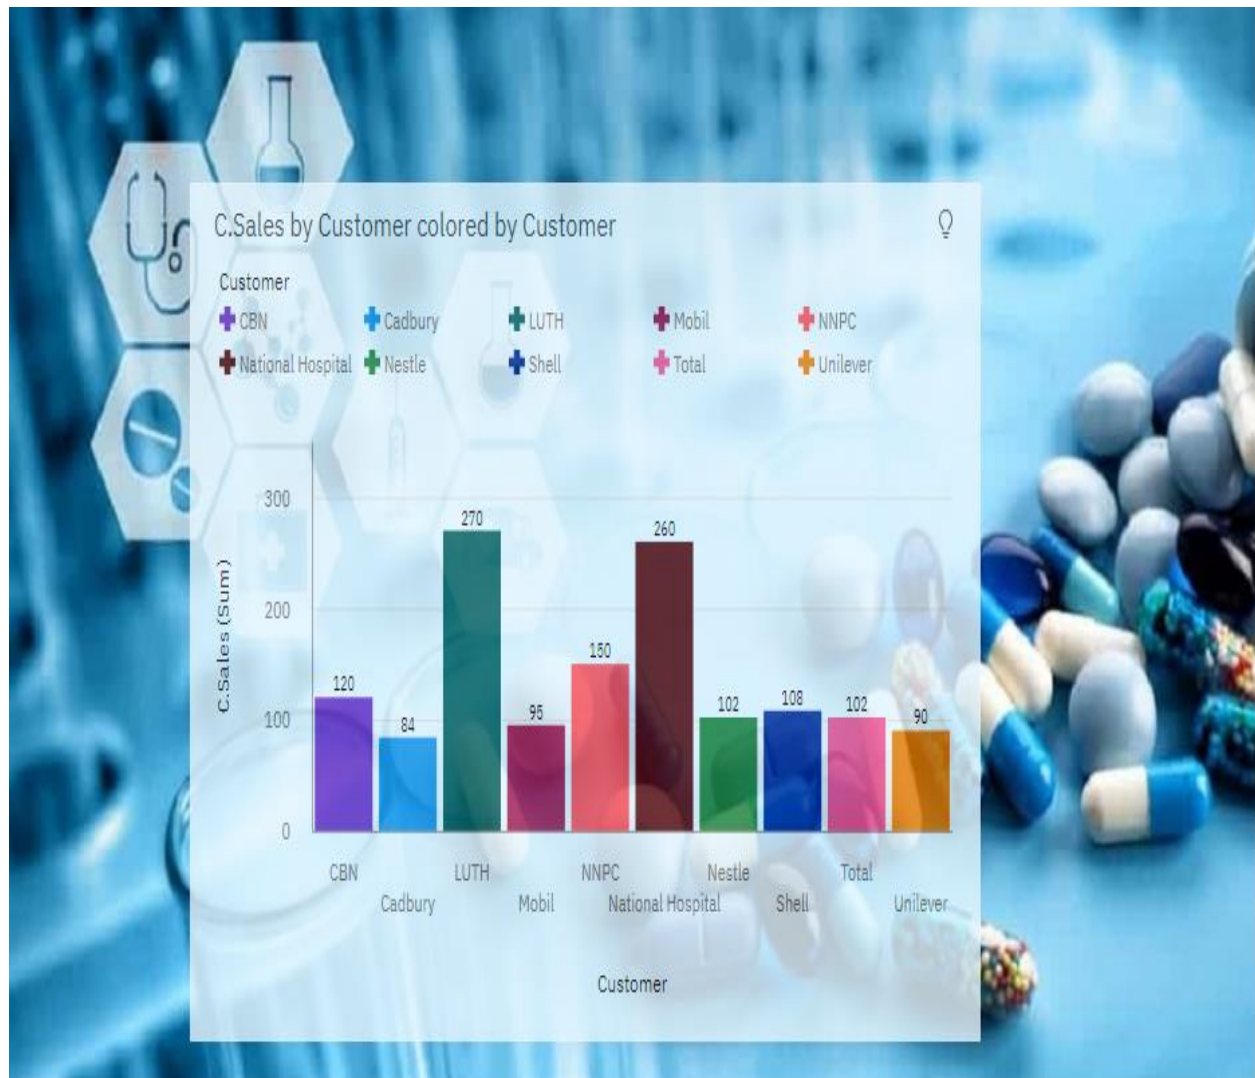 C.Sales by Customer colored by Customer
Customer
CBN Cadbury LUTH Mobil NNPC
National Hospital Nestle Shell Total Unilever
300
200
100
0
C.Sales (Sum)
120 84 270 95 150 260 102 108 102 90
CBN LUTH NNPC Nestle Total
Cadbury Mobil National Hospital Shell Unilever
Customer